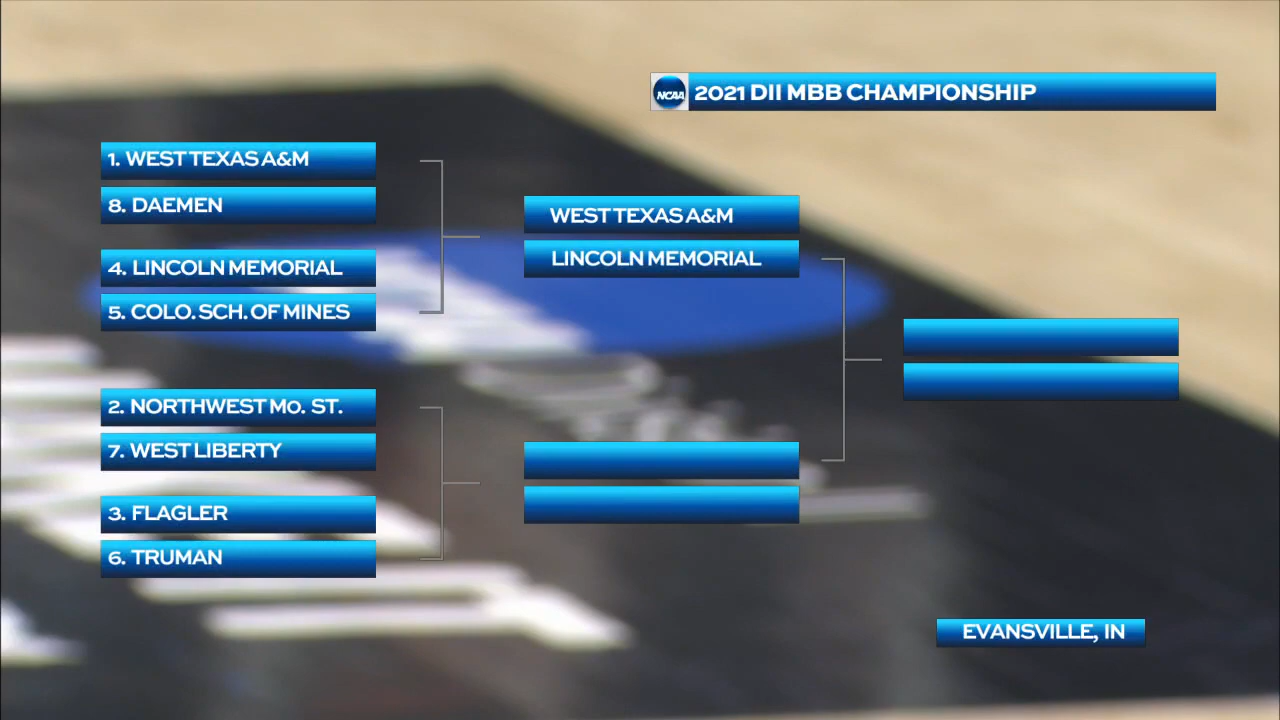 NCAA
2021 DII MBB CHAMPIONSHIP
1. WEST TEXAS A&M
8. DAEMEN
4. LINCOLN MEMORIAL
5. COLO. SCH. OF MINES
2. NORTHWEST Mo. ST.
7. WEST LIBERTY
3. FLAGLER
6. TRUMAN
WEST TEXAS A&M
LINCOLN MEMORIAL
EVANSVILLE, IN